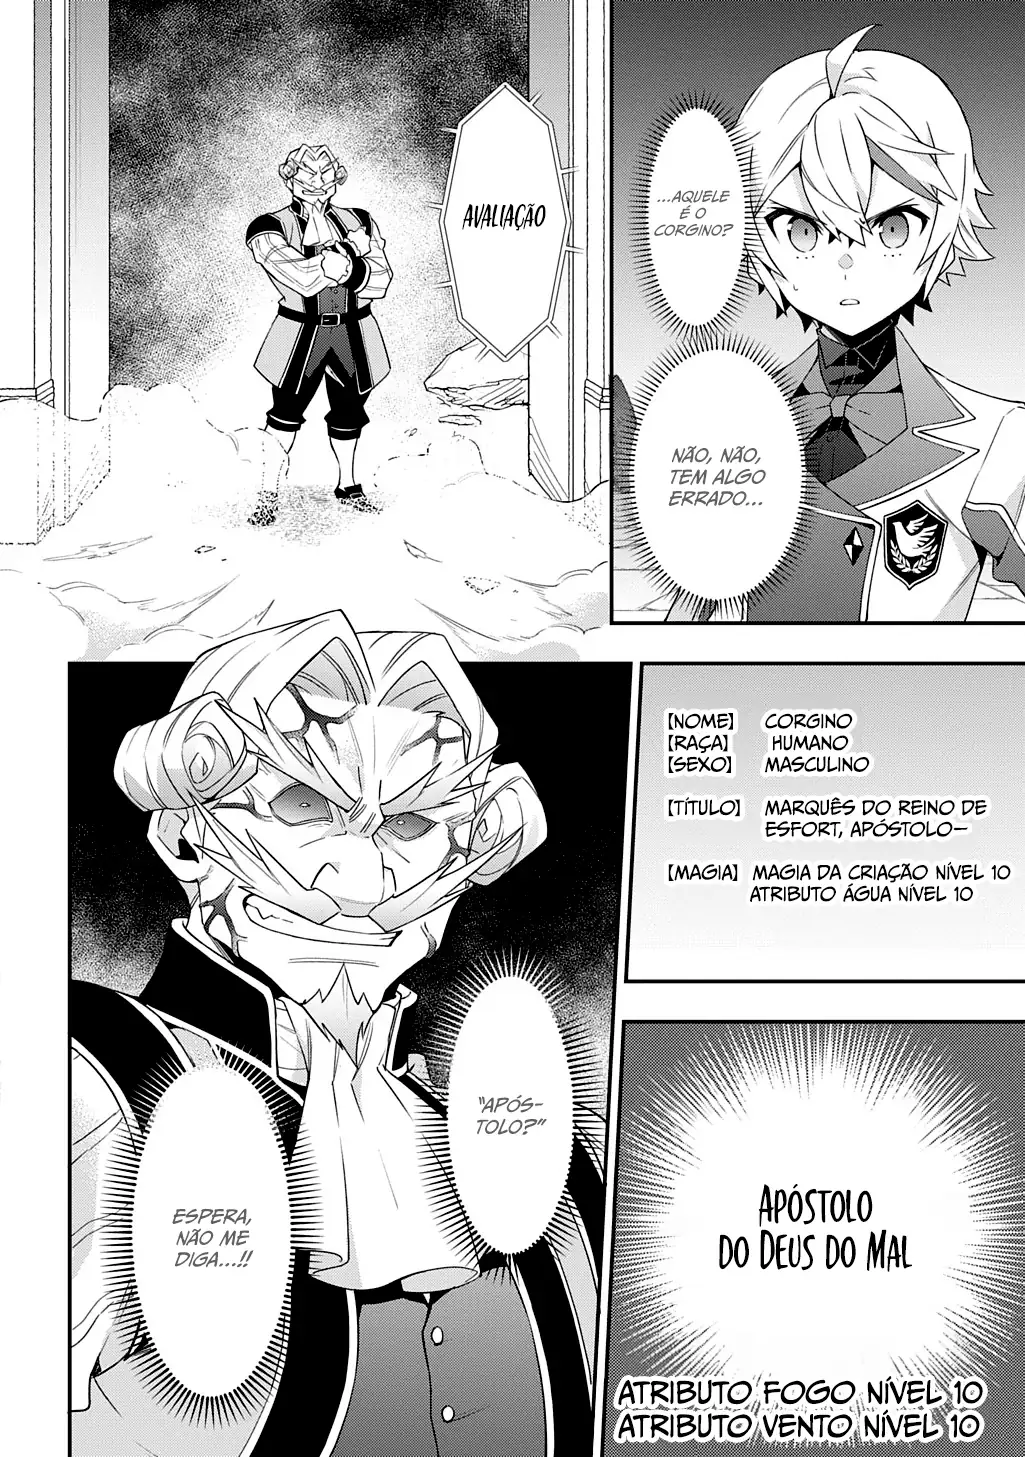 ...AQUELE
É O
CORGINO?
NÃO, NÃO,
TEM ALGO
ERRADO...
AVALIAÇÃO
[NOME] CORGINO
[RAÇA] HUMANO
[SEXO] MASCULINO
[TÍTULO] MARQUÊS DO REINO DE
ESFORT, APÓSTOLO–
[MAGIA] MAGIA DA CRIAÇÃO NÍVEL 10
ATRIBUTO ÁGUA NÍVEL 10
"APÓS-
TOLO?"
ESPERA,
NÃO ME
DIGA...!!
APÓSTOLO
DO DEUS DO MAL
ATRIBUTO FOGO NÍVEL 10
ATRIBUTO VENTO NÍVEL 10